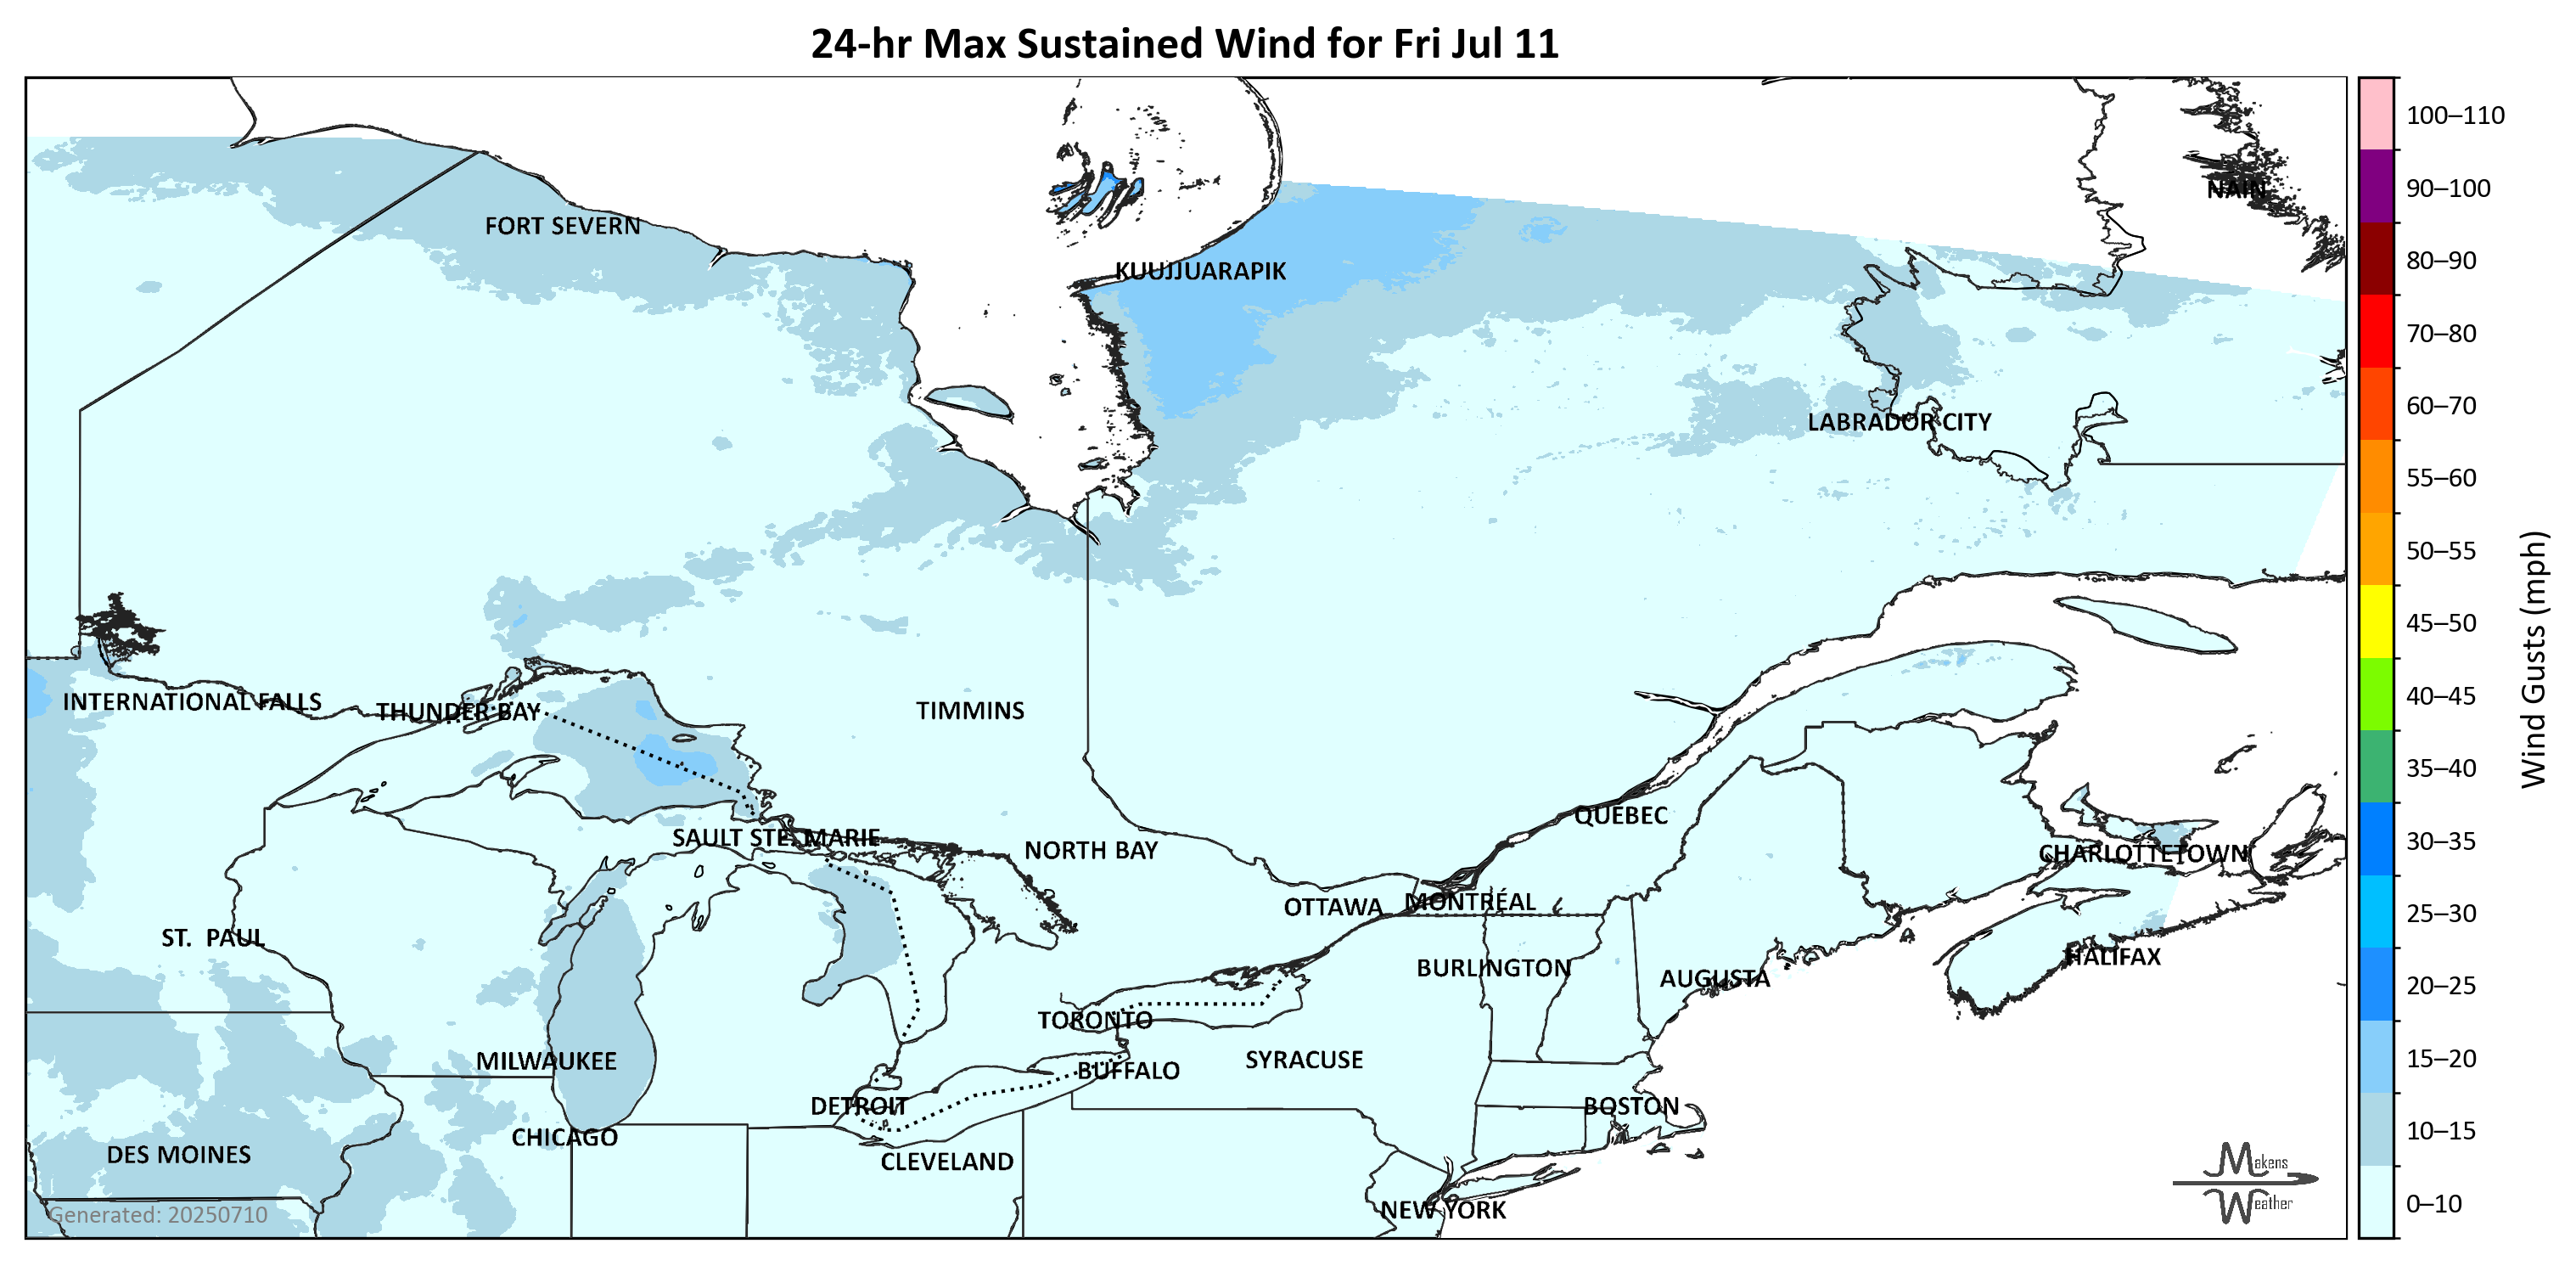 24-hr Max Sustained Wind for Fri Jul 11
100–110
90–100
NAIN
FORT SEVERN
80–90
KUUJJUARAPIK
70–80
60–70
LABRADOR CITY
55–60
50–55
Wind Gusts (mph)
45–50
40–45
INTERNATIONAL FALLS
THUNDER BAY
TIMMINS
35–40
QUÉBEC
30–35
SAULT STE. MARIE
NORTH BAY
CHARLOTTETOWN
OTTAWA
MONTRÉAL
25–30
ST. PAUL
HALIFAX
BURLINGTON
AUGUSTA
20–25
TORONTO
MILWAUKEE
SYRACUSE
15–20
BUFFALO
DETROIT
BOSTON
CHICAGO
10–15
DES MOINES
CLEVELAND
Makens
Weather
NEW YORK
0–10
Generated: 20250710